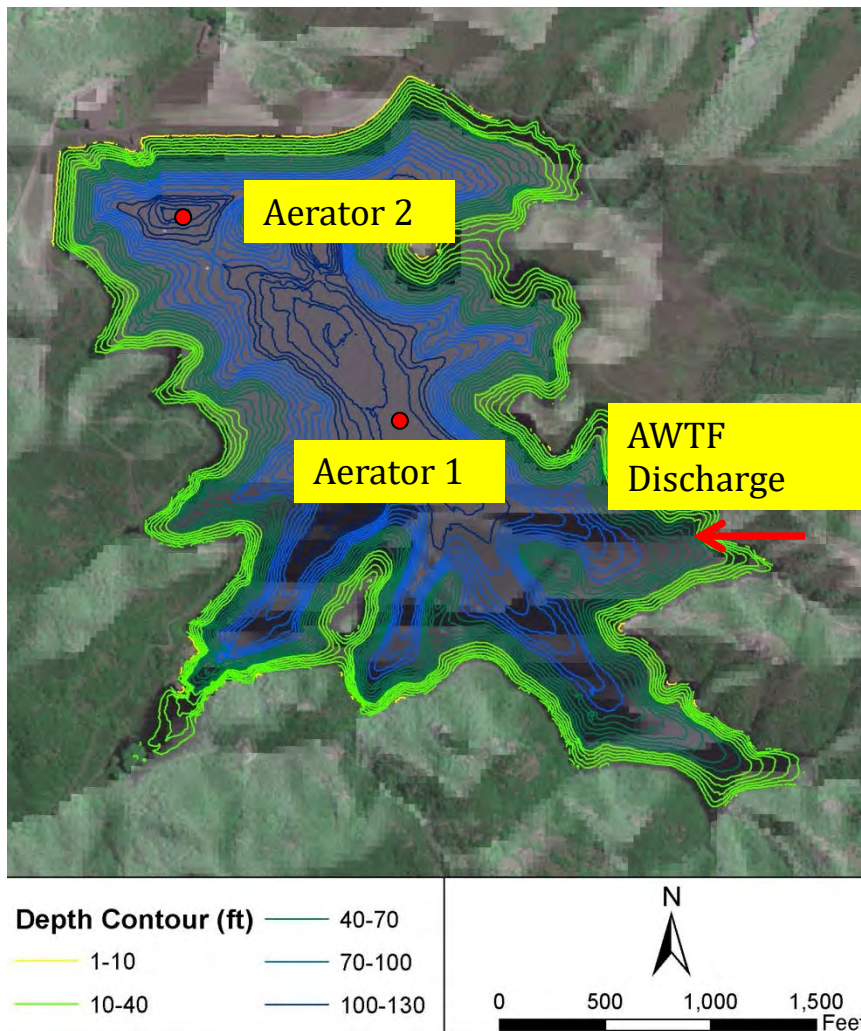 Aerator 2
Aerator 1
AWTF
Discharge
Depth Contour (ft)
1-10
10-40
40-70
70-100
100-130
N
0 500 1,000 1,500
Feet